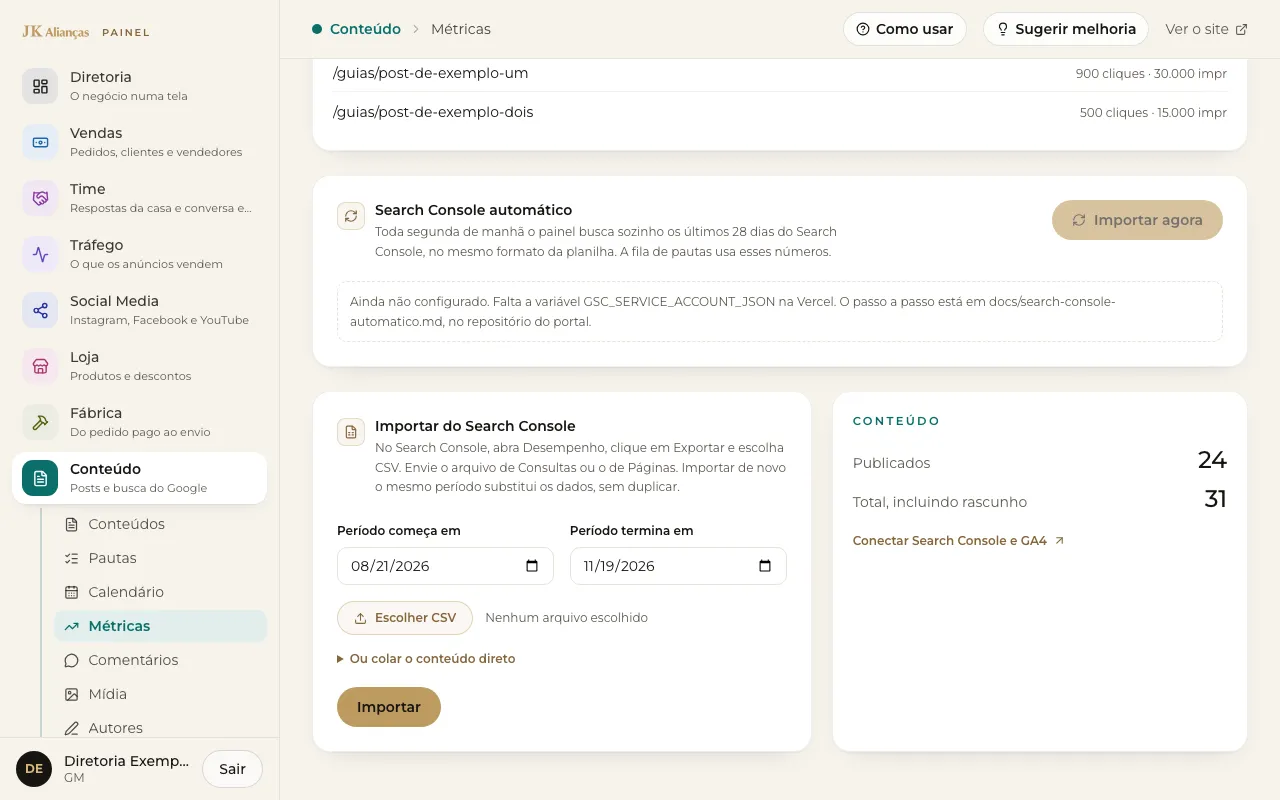 JK Alianças PAINEL
Diretoria
O negócio numa tela
Vendas
Pedidos, clientes e vendedores
Time
Respostas da casa e conversa e...
Tráfego
O que os anúncios vendem
Social Media
Instagram, Facebook e YouTube
Loja
Produtos e descontos
Fábrica
Do pedido pago ao envio
Conteúdo
Posts e busca do Google
Conteúdos
Pautas
Calendário
Métricas
Comentários
Mídia
Autores
DE
Diretoria Exemp...
GM
Sair
Conteúdo > Métricas
Como usar
Sugerir melhoria
Ver o site
/guias/post-de-exemplo-um 900 cliques · 30.000 impr
/guias/post-de-exemplo-dois 500 cliques · 15.000 impr
Search Console automático
Toda segunda de manhã o painel busca sozinho os últimos 28 dias do Search
Console, no mesmo formato da planilha. A fila de pautas usa esses números.
Importar agora
Ainda não configurado. Falta a variável GSC_SERVICE_ACCOUNT_JSON na Vercel. O passo a passo está em docs/search-console-
automatico.md, no repositório do portal.
Importar do Search Console
No Search Console, abra Desempenho, clique em Exportar e escolha
CSV. Envie o arquivo de Consultas ou o de Páginas. Importar de novo
o mesmo período substitui os dados, sem duplicar.
Período começa em
08/21/2026
Período termina em
11/19/2026
Escolher CSV
Nenhum arquivo escolhido
Ou colar o conteúdo direto
Importar
CONTEÚDO
Publicados 24
Total, incluindo rascunho 31
Conectar Search Console e GA4